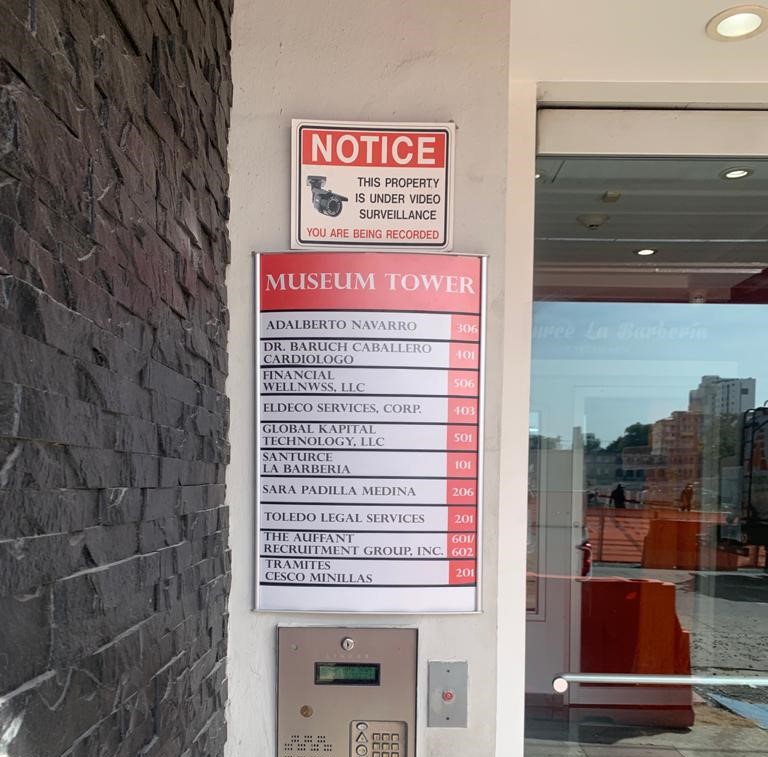 NOTICE
THIS PROPERTY
IS UNDER VIDEO
SURVEILLANCE
YOU ARE BEING RECORDED
MUSEUM TOWER
ADALBERTO NAVARRO 306
DR. BARUCH CABALLERO
CARDIOLOGO 401
FINANCIAL
WELLNWSS, LLC 506
ELDECO SERVICES, CORP. 403
GLOBAL KAPITAL
TECHNOLOGY, LLC 501
SANTURCE
LA BARBERIA 101
SARA PADILLA MEDINA 206
TOLEDO LEGAL SERVICES 201
THE AUFFANT 601/
RECRUITMENT GROUP, INC. 602
TRAMITES
CESCO MINILLAS 201
LINEAR
La Barbería